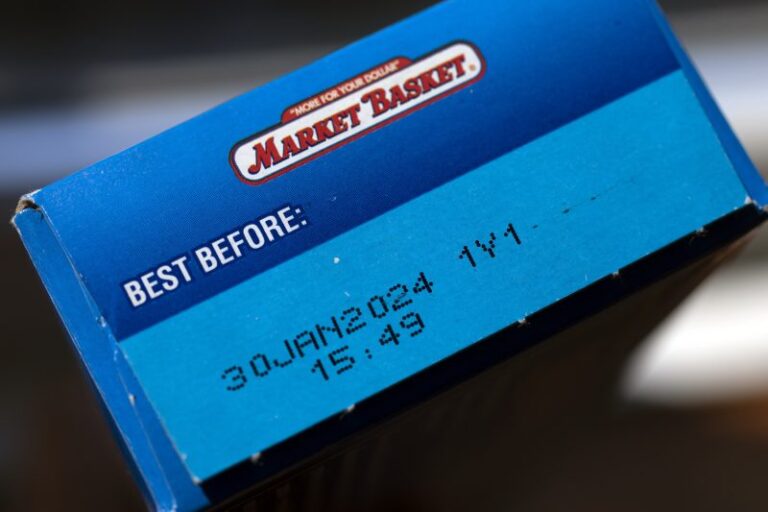 "MORE FOR YOUR DOLLAR"
MARKET BASKET®
BEST BEFORE:
30JAN2024 1Y1
15:49